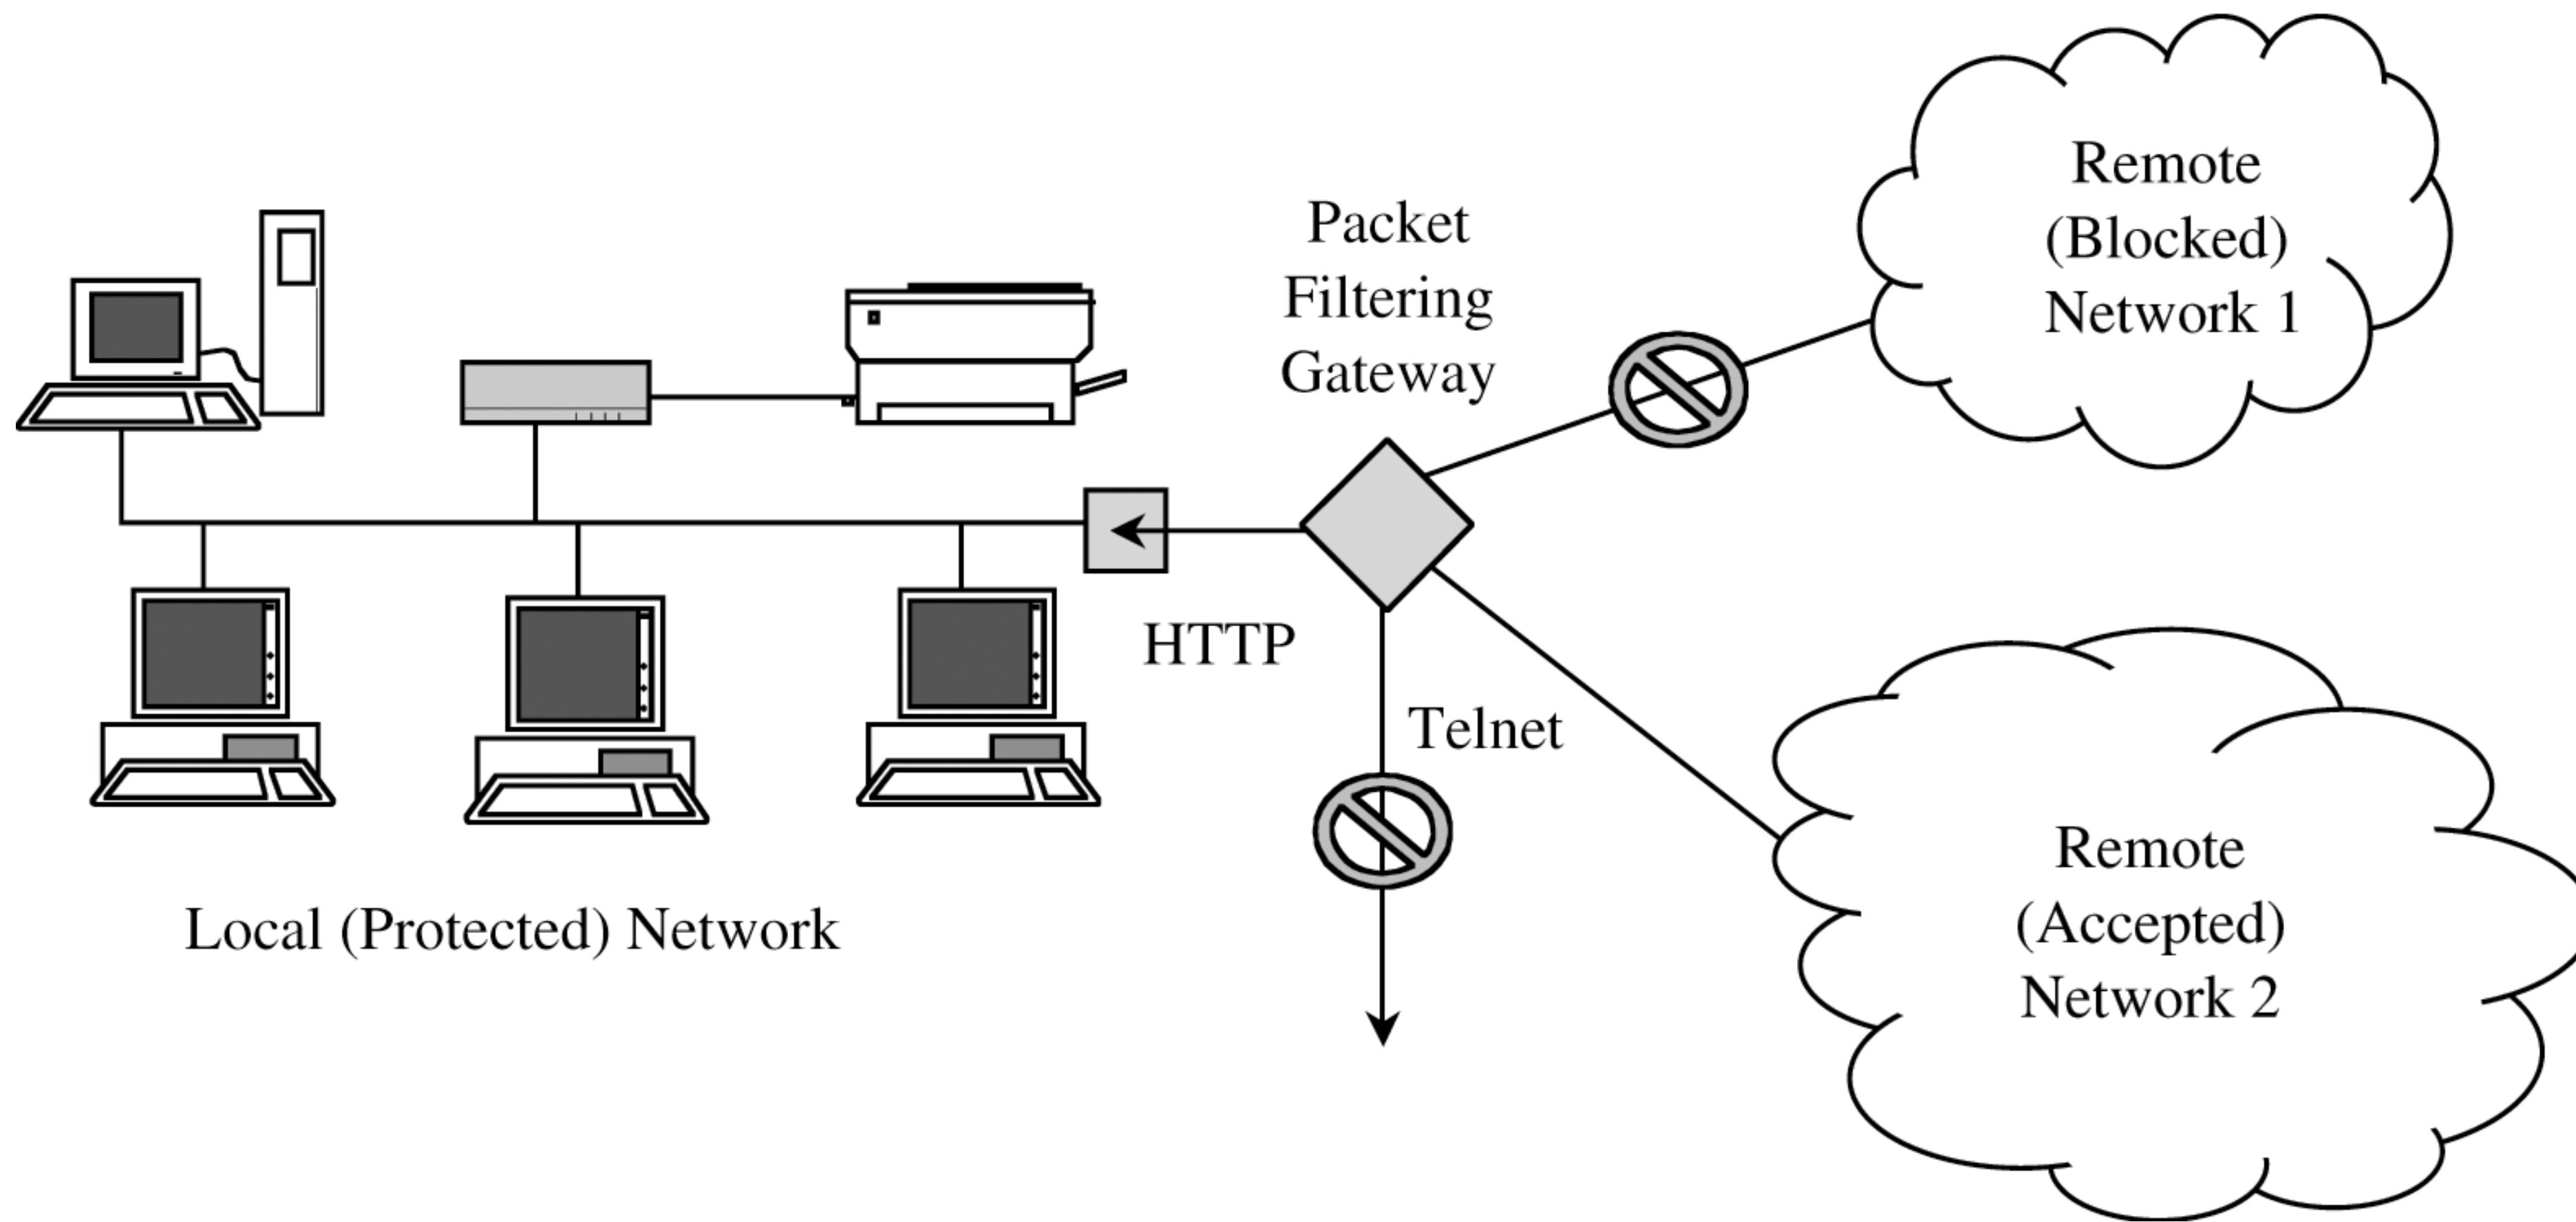 Packet
Filtering
Gateway
Remote
(Blocked)
Network 1
HTTP
Telnet
Local (Protected) Network
Remote
(Accepted)
Network 2